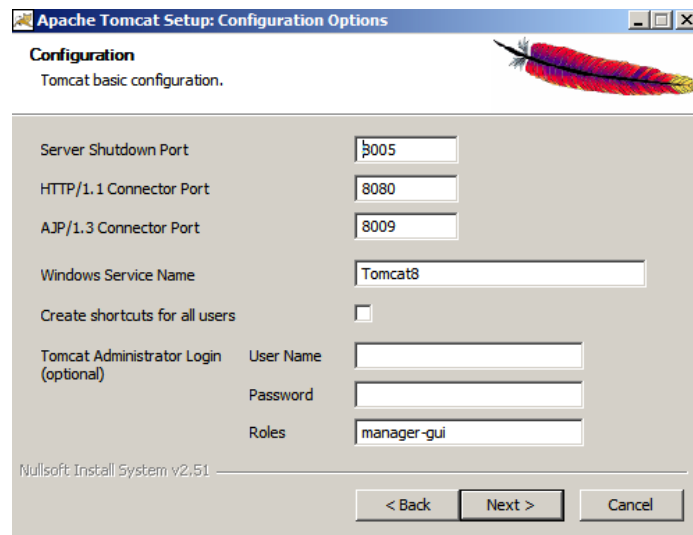 Apache Tomcat Setup: Configuration Options
Configuration
Tomcat basic configuration.
Server Shutdown Port 8005
HTTP/1.1 Connector Port 8080
AJP/1.3 Connector Port 8009
Windows Service Name Tomcat8
Create shortcuts for all users
Tomcat Administrator Login (optional)
User Name
Password
Roles manager-gui
Nullsoft Install System v2.51
< Back Next > Cancel